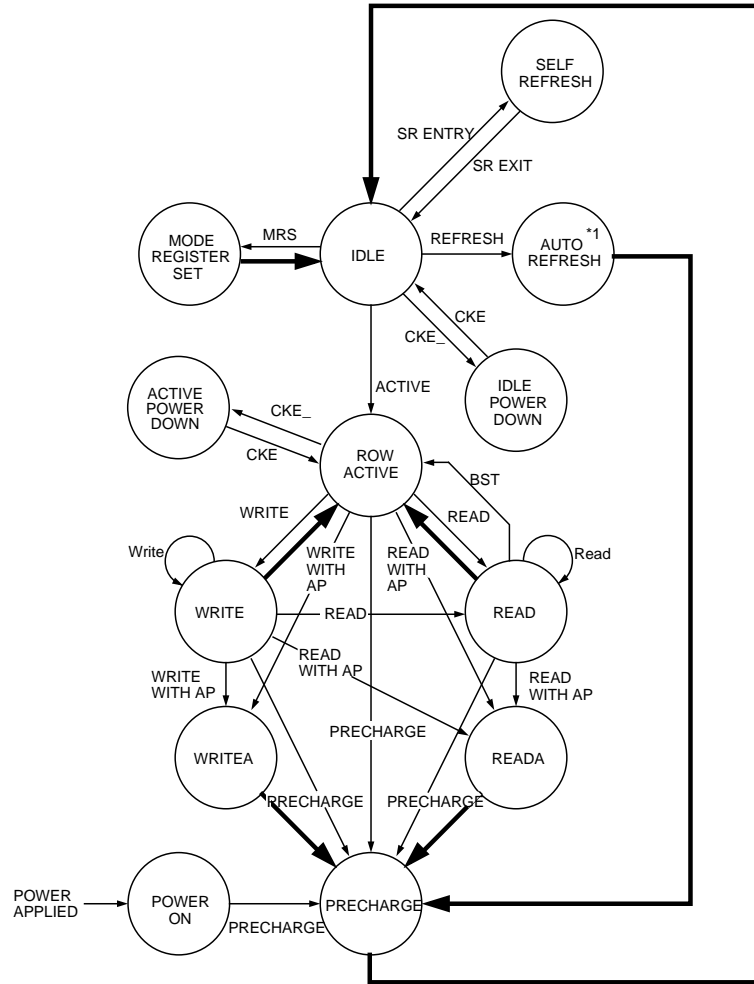 SELF
REFRESH
SR ENTRY
SR EXIT
MODE
REGISTER
SET
MRS
IDLE
REFRESH
AUTO
REFRESH
*1
CKE
CKE_
IDLE
POWER
DOWN
ACTIVE
ACTIVE
POWER
DOWN
CKE_
CKE
ROW
ACTIVE
BST
WRITE
READ
Write
WRITE
WITH
AP
READ
WITH
AP
Read
WRITE
READ
READ
WRITE
WITH AP
READ
WITH AP
READ
WITH AP
WRITEA
PRECHARGE
READA
PRECHARGE
PRECHARGE
POWER
APPLIED
POWER
ON
PRECHARGE
PRECHARGE